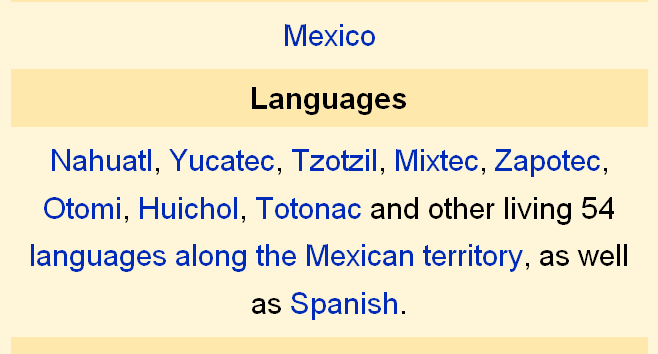 Mexico
Languages
Nahuatl, Yucatec, Tzotzil, Mixtec, Zapotec,
Otomi, Huichol, Totonac and other living 54
languages along the Mexican territory, as well
as Spanish.